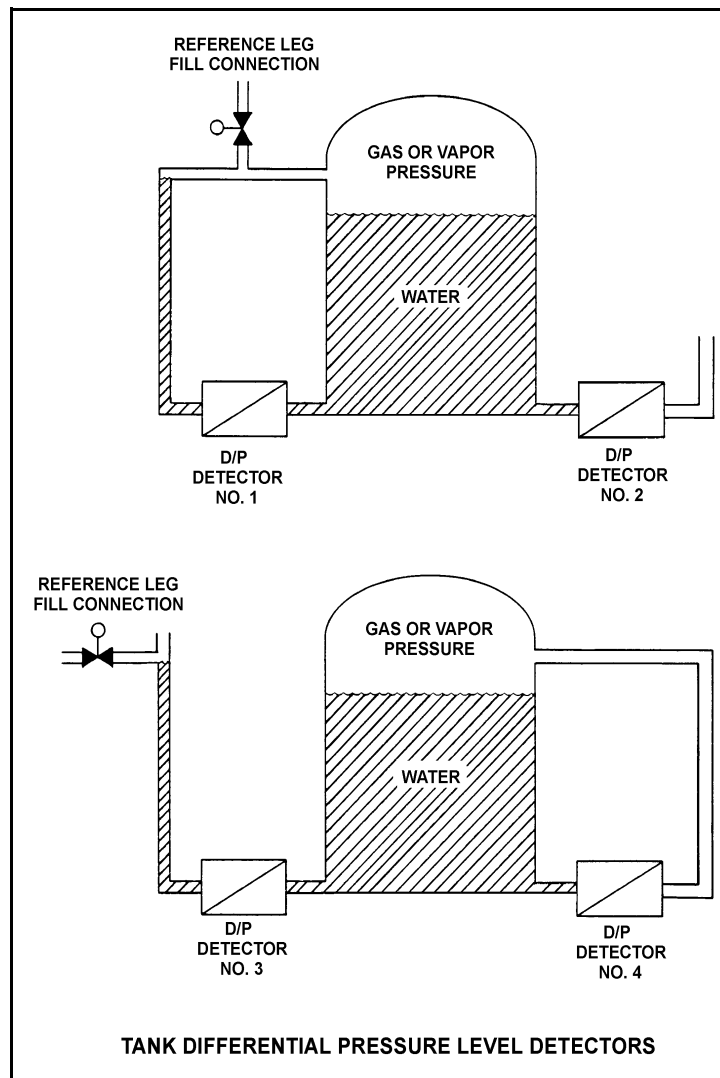 REFERENCE LEG
FILL CONNECTION
GAS OR VAPOR
PRESSURE
WATER
D/P
DETECTOR
NO. 1
D/P
DETECTOR
NO. 2
REFERENCE LEG
FILL CONNECTION
GAS OR VAPOR
PRESSURE
WATER
D/P
DETECTOR
NO. 3
D/P
DETECTOR
NO. 4
TANK DIFFERENTIAL PRESSURE LEVEL DETECTORS